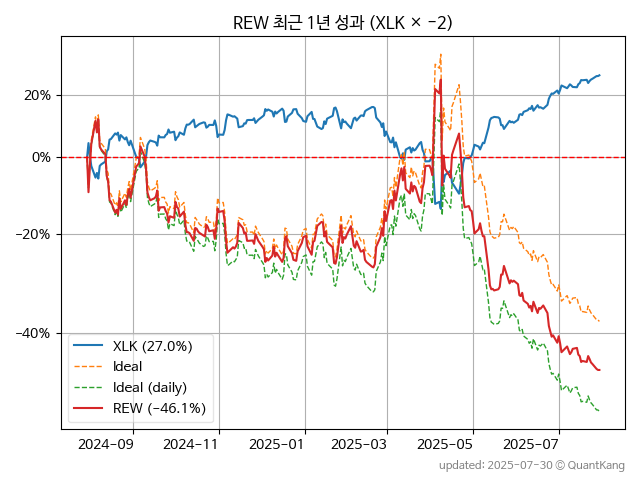 REW 최근 1년 성과 (XLK × −2)
20%
0%
−20%
−40%
XLK (27.0%)
Ideal
Ideal (daily)
REW (−46.1%)
2024−09 2024−11 2025−01 2025−03 2025−05 2025−07
updated: 2025-07-30 © QuantKang